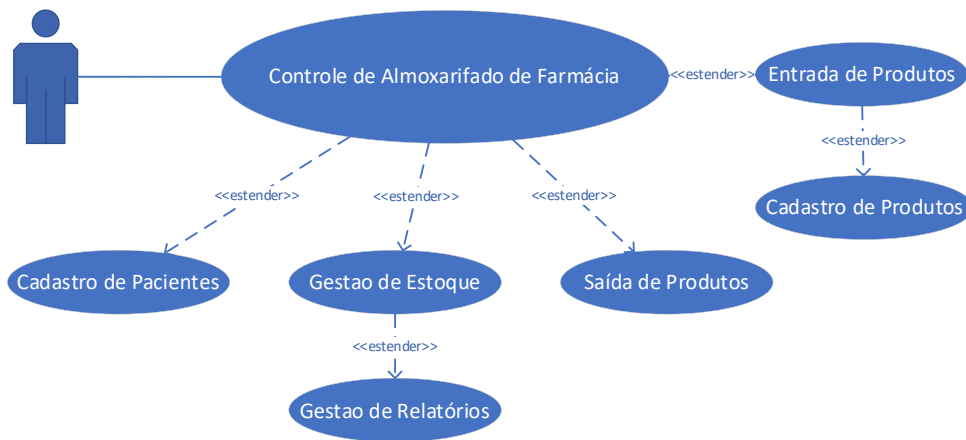 Controle de Almoxarifado de Farmácia
<<estender>>
Entrada de Produtos
<<estender>>
Cadastro de Produtos
<<estender>>
<<estender>>
<<estender>>
Cadastro de Pacientes
Gestao de Estoque
Saída de Produtos
<<estender>>
Gestao de Relatórios